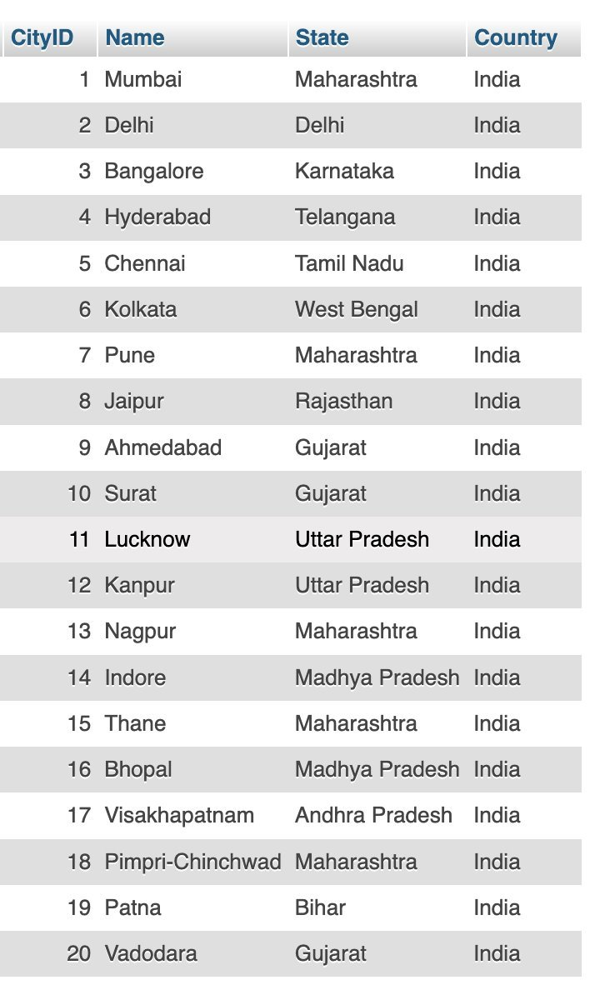 CityID Name State Country
1 Mumbai Maharashtra India
2 Delhi Delhi India
3 Bangalore Karnataka India
4 Hyderabad Telangana India
5 Chennai Tamil Nadu India
6 Kolkata West Bengal India
7 Pune Maharashtra India
8 Jaipur Rajasthan India
9 Ahmedabad Gujarat India
10 Surat Gujarat India
11 Lucknow Uttar Pradesh India
12 Kanpur Uttar Pradesh India
13 Nagpur Maharashtra India
14 Indore Madhya Pradesh India
15 Thane Maharashtra India
16 Bhopal Madhya Pradesh India
17 Visakhapatnam Andhra Pradesh India
18 Pimpri-Chinchwad Maharashtra India
19 Patna Bihar India
20 Vadodara Gujarat India